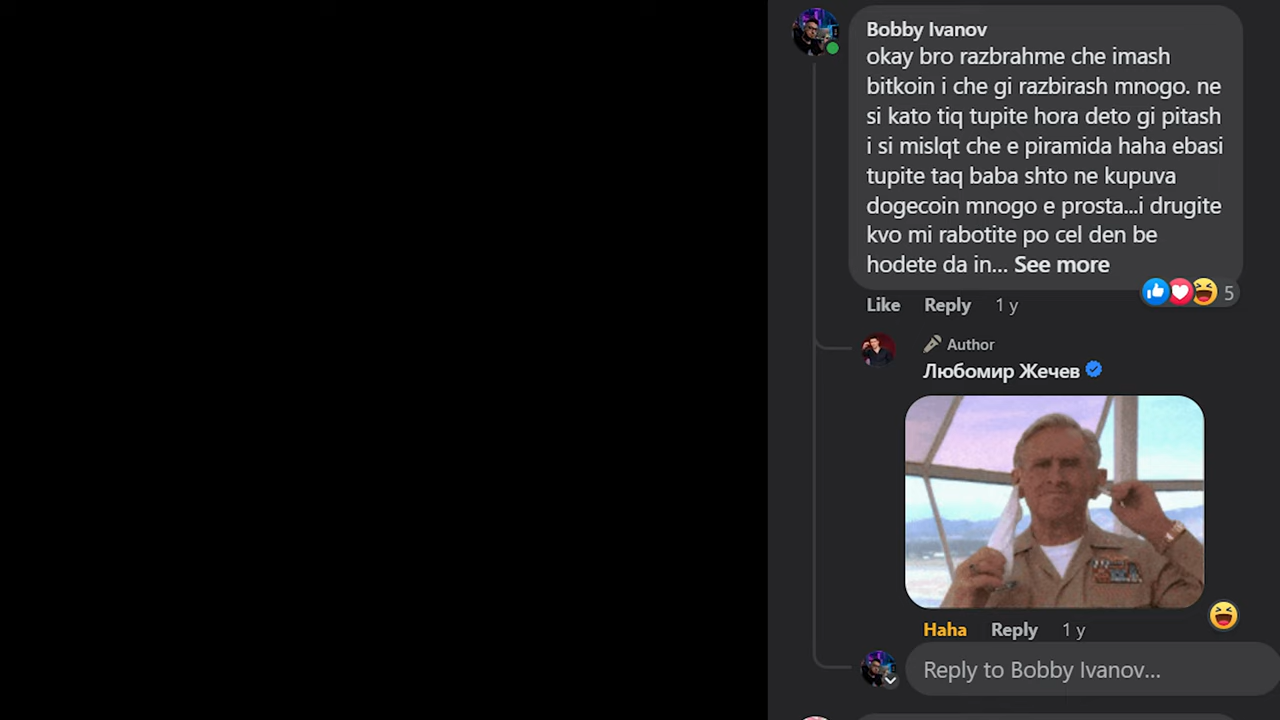 Bobby Ivanov
okay bro razbrahme che imash
bitkoin i che gi razbirash mnogo. ne
si kato tiq tupite hora deto gi pitash
i si mislqt che e piramida haha ebasi
tupite taq baba shto ne kupuva
dogecoin mnogo e prosta...i drugite
kvo mi rabotite po cel den be
hodete da in... See more
5
Like Reply 1 y
Author
Любомир Жечев
Haha Reply 1 y
Reply to Bobby Ivanov...